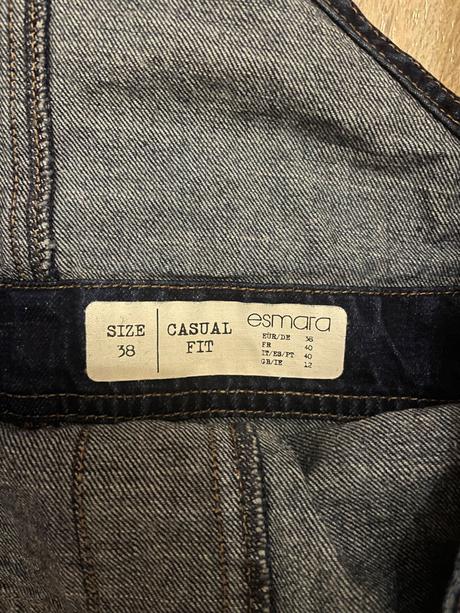 SIZE
38
CASUAL
FIT
esmara
EUR/DE 38
FR 40
IT/ES/PT 40
GB/IE 12